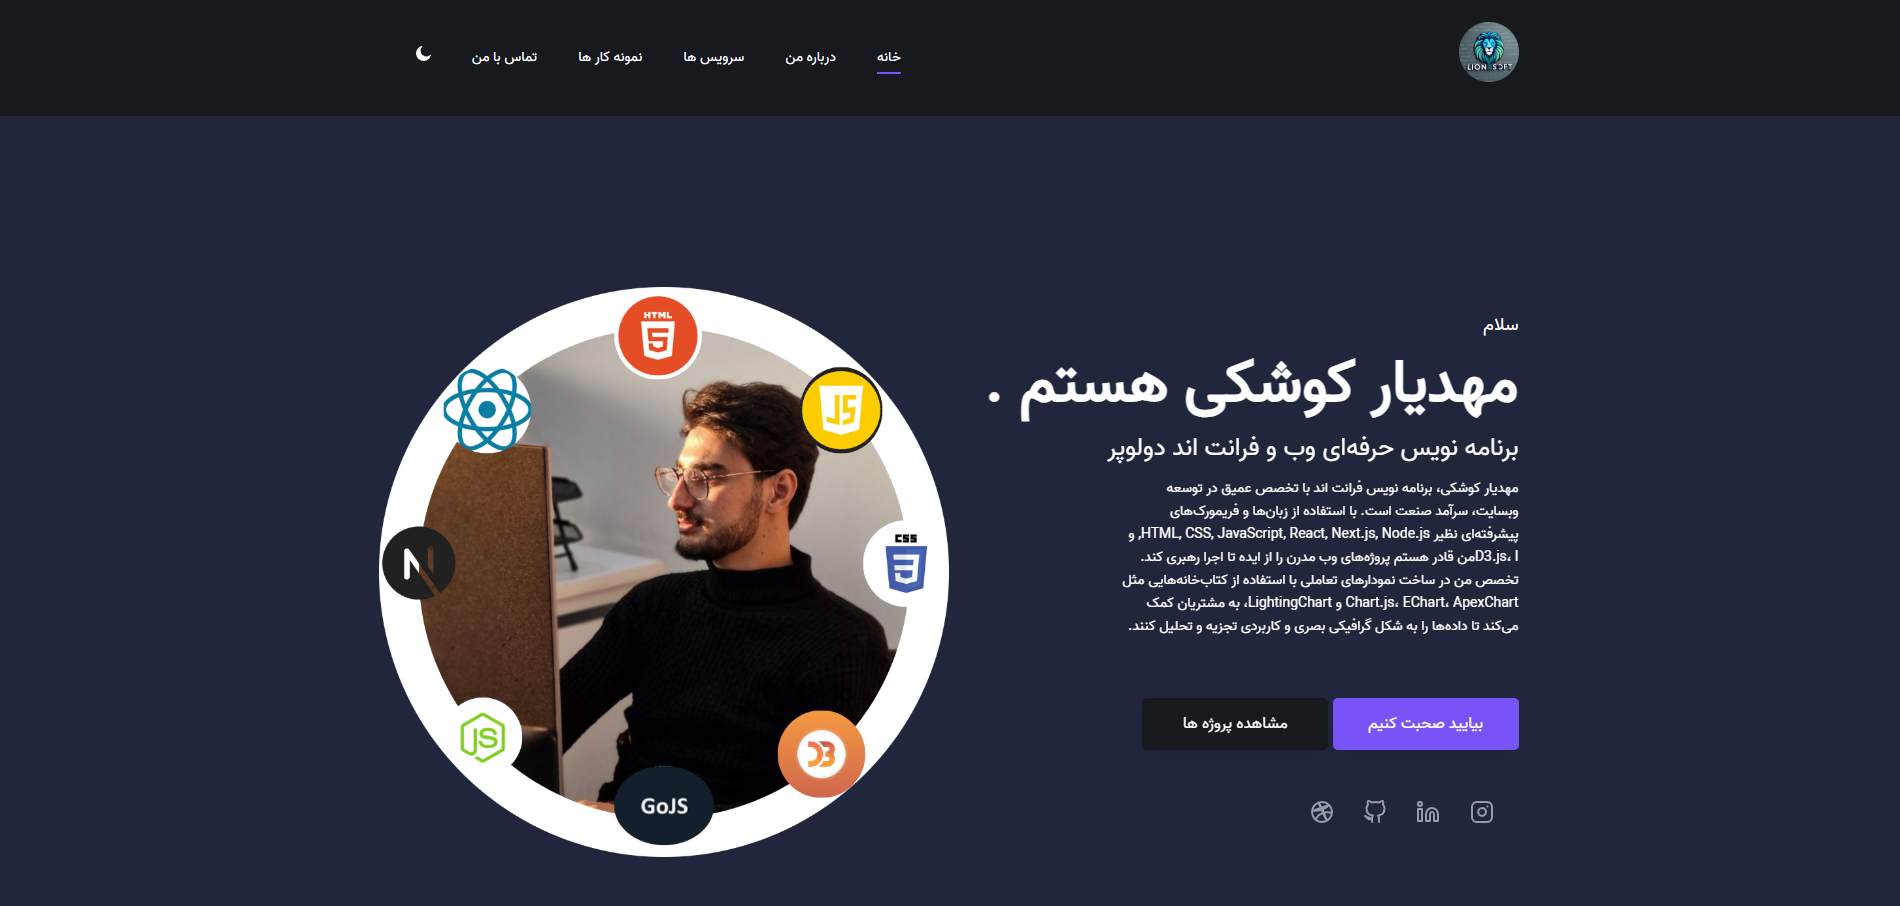 LION SOFT
خانه
درباره من
سرویس ها
نمونه کار ها
تماس با من
سلام
مهدیار کوشکی هستم .
برنامه نویس حرفه‌ای وب و فرانت اند دولوپر
مهدیار کوشکی، برنامه نویس فرانت اند با تخصص عمیق در توسعه
وبسایت، سرآمد صنعت است. با استفاده از زبان‌ها و فریمورک‌های
پیشرفته‌ای نظیر HTML, CSS, JavaScript, React, Next.js, Node.js, و
D3.js، I من قادر هستم پروژه‌های وب مدرن را از ایده تا اجرا رهبری کند.
تخصص من در ساخت نمودارهای تعاملی با استفاده از کتاب‌خانه‌هایی مثل
Chart.js، EChart، ApexChart و LightingChart، به مشتریان کمک
می‌کند تا داده‌ها را به شکل گرافیکی بصری و کاربردی تجزیه و تحلیل کنند.
بیایید صحبت کنیم
مشاهده پروژه ها
HTML
5
JS
CSS
3
N
D3
JS
GoJS